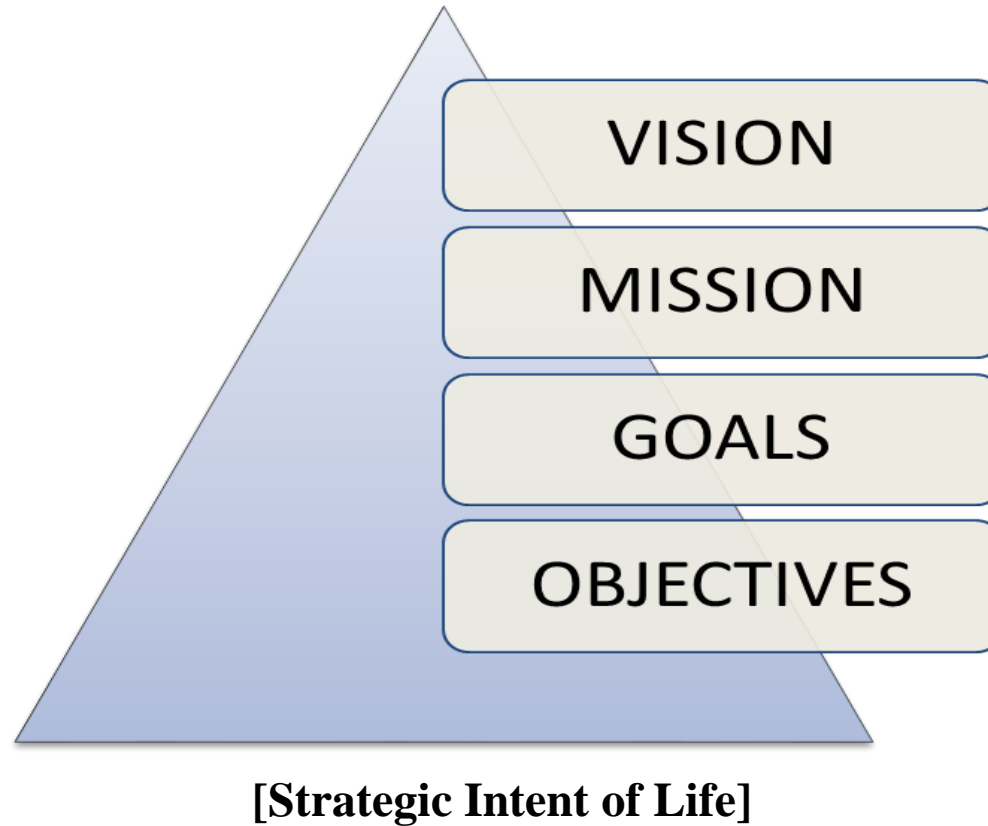 VISION
MISSION
GOALS
OBJECTIVES
[Strategic Intent of Life]